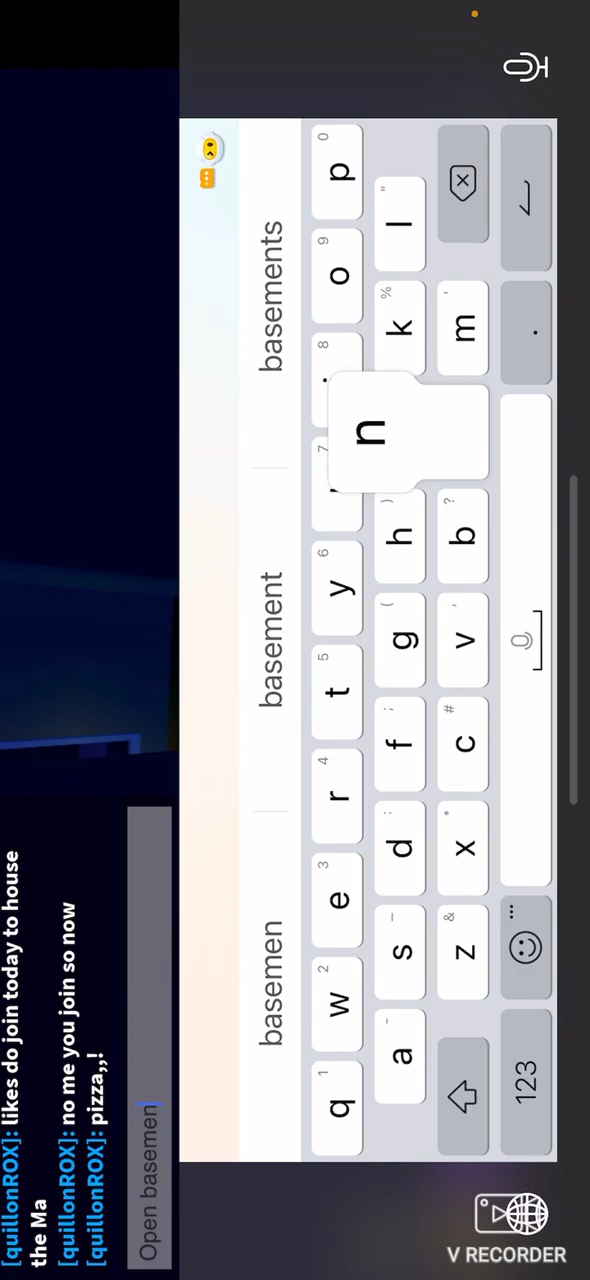 [quillonROX]: likes do join today to house
the Ma
[quillonROX]: no me you join so now
[quillonROX]: pizza,,!
Open basemen
basemen basement basements
1 2 3 4 5 6 7 8 9 0
q w e r t y o p
- _ : ; ( ) % "
a s d f g h k l
& * # , ? '
z x c v b n m
123 .
V RECORDER